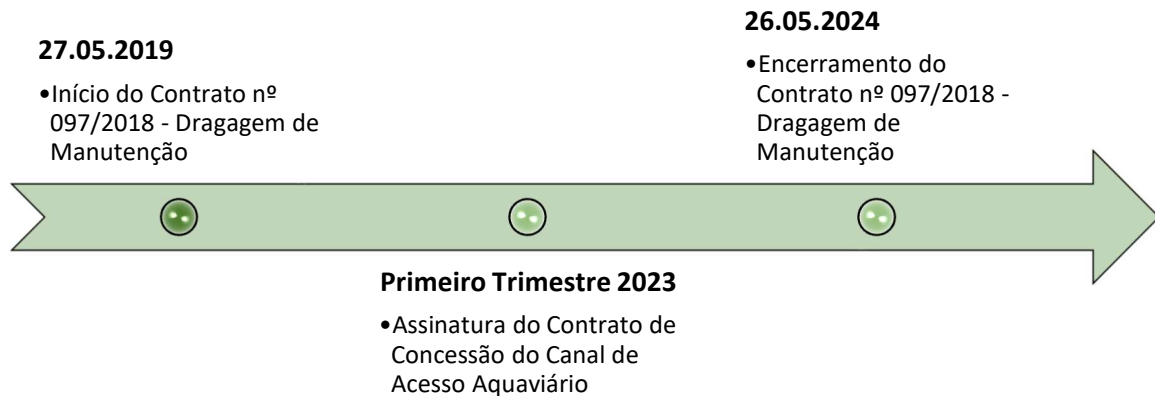 27.05.2019
•Início do Contrato nº
097/2018 - Dragagem de
Manutenção
Primeiro Trimestre 2023
•Assinatura do Contrato de
Concessão do Canal de
Acesso Aquaviário
26.05.2024
•Encerramento do
Contrato nº 097/2018 -
Dragagem de
Manutenção